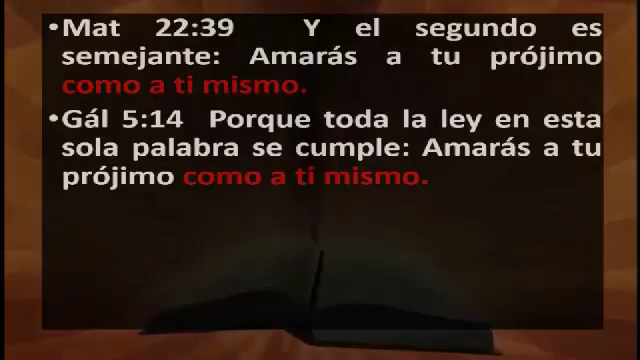 •Mat 22:39 Y el segundo es
semejante: Amarás a tu prójimo
como a ti mismo.
•Gál 5:14 Porque toda la ley en esta
sola palabra se cumple: Amarás a tu
prójimo como a ti mismo.